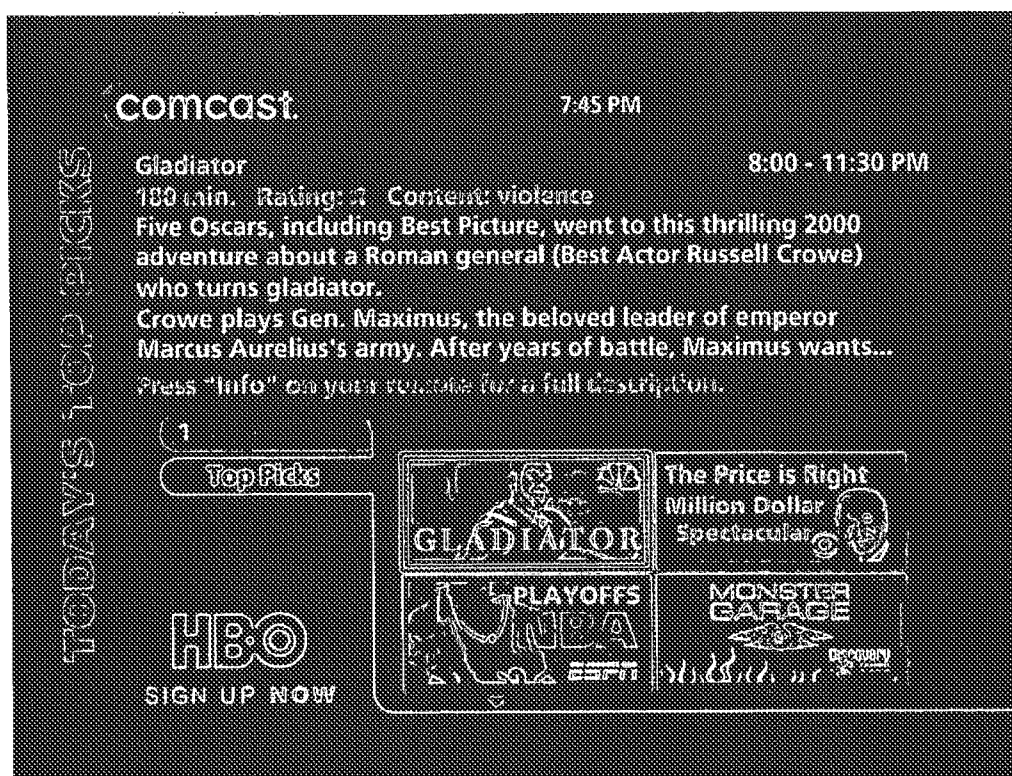 comcast.
7:45 PM
TODAY'S TOP PICKS
Gladiator
8:00 - 11:30 PM
180 min. Rating: Content: violance
Five Oscars, including Best Picture, went to this thrilling 2000
adventure about a Roman general (Best Actor Russell Crowe)
who turns gladiator.
Crowe plays Gen. Maximus, the beloved leader of emperor
Marcus Aurelius's army. After years of battle, Maximus wants...
Press "Info" on your remote for a full description.
1
Top Picks
GLADIATOR
The Price is Right
Million Dollar
Spectacular
PLAYOFFS
NBA
ESPN
MONSTER
GARAGE
Discovery
HBO
SIGN UP NOW